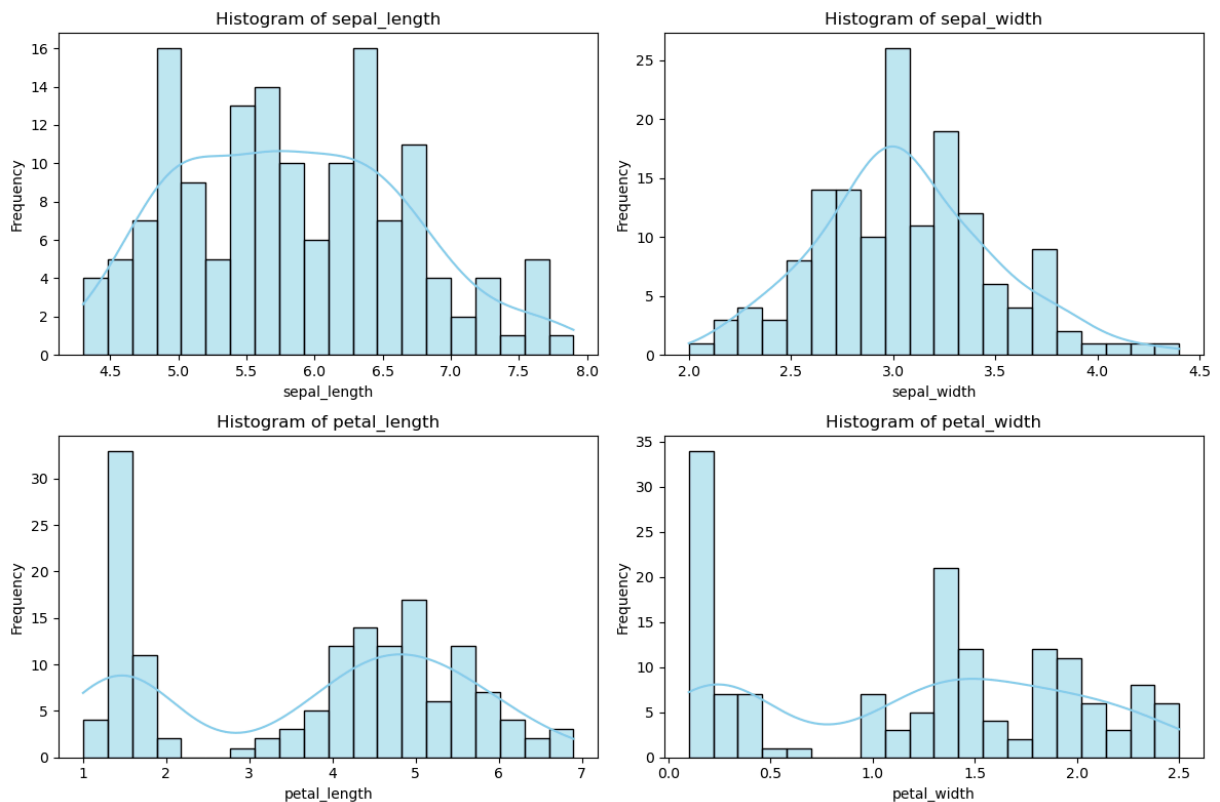 Histogram of sepal_length
Frequency
16
14
12
10
8
6
4
2
0
4.5 5.0 5.5 6.0 6.5 7.0 7.5 8.0
sepal_length
Histogram of sepal_width
Frequency
25
20
15
10
5
0
2.0 2.5 3.0 3.5 4.0 4.5
sepal_width
Histogram of petal_length
Frequency
30
25
20
15
10
5
0
1 2 3 4 5 6 7
petal_length
Histogram of petal_width
Frequency
35
30
25
20
15
10
5
0
0.0 0.5 1.0 1.5 2.0 2.5
petal_width